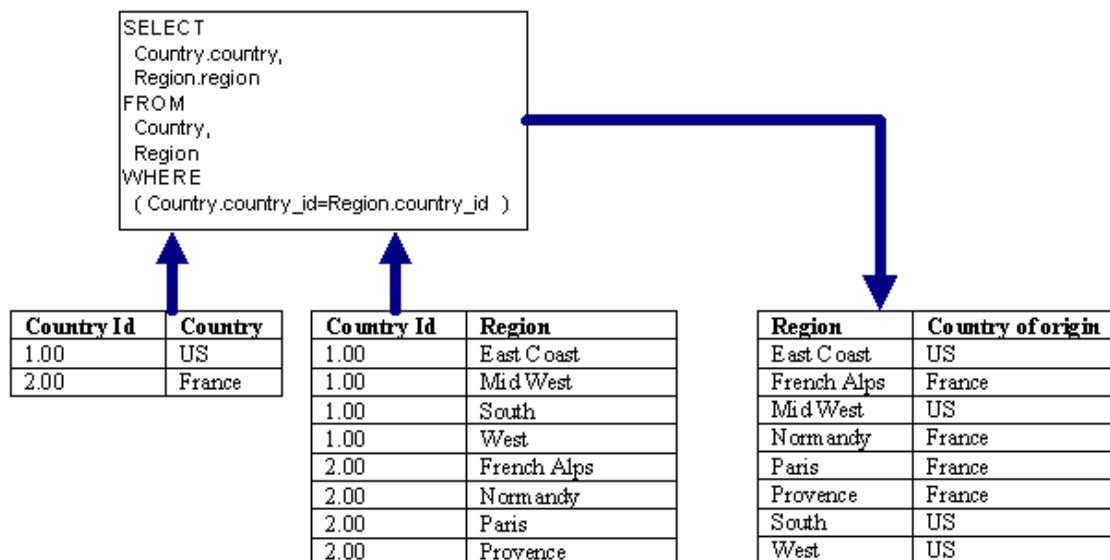 SELECT
Country.country,
Region.region
FROM
Country,
Region
WHERE
( Country.country_id=Region.country_id )
Country Id Country
1.00 US
2.00 France
Country Id Region
1.00 East Coast
1.00 Mid West
1.00 South
1.00 West
2.00 French Alps
2.00 Normandy
2.00 Paris
2.00 Provence
Region Country of origin
East Coast US
French Alps France
Mid West US
Normandy France
Paris France
Provence France
South US
West US